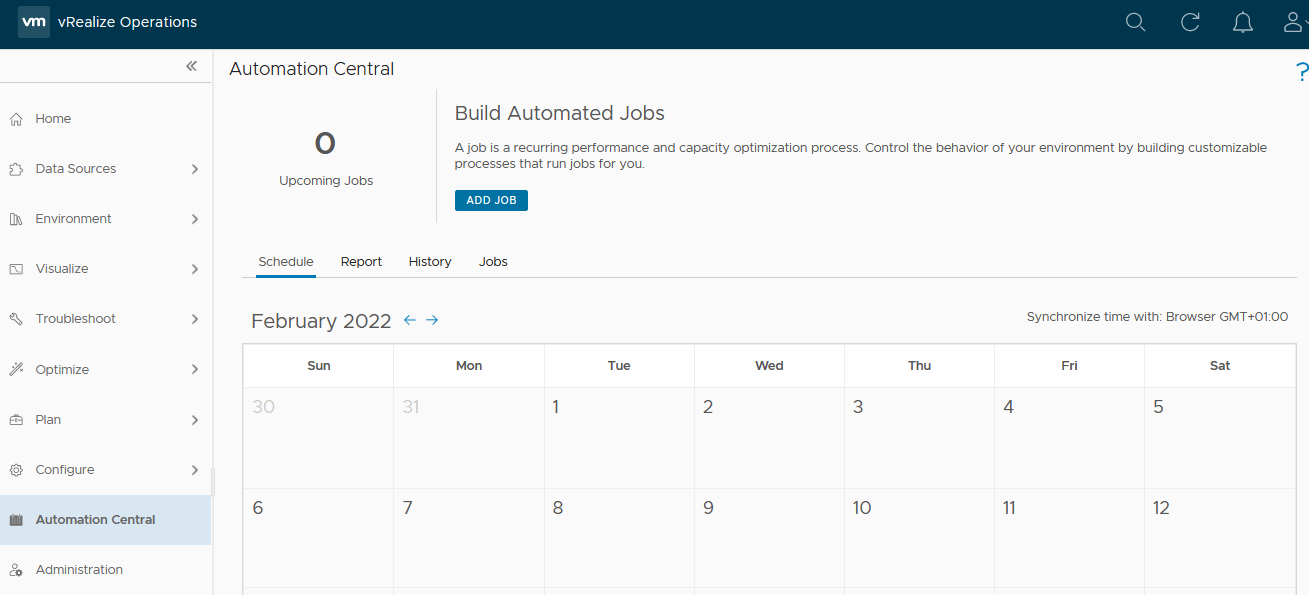 vm vRealize Operations
Automation Central
?
Home
Data Sources
Environment
Visualize
Troubleshoot
Optimize
Plan
Configure
Automation Central
Administration
0
Upcoming Jobs
Build Automated Jobs
A job is a recurring performance and capacity optimization process. Control the behavior of your environment by building customizable
processes that run jobs for you.
ADD JOB
Schedule Report History Jobs
February 2022
Synchronize time with: Browser GMT+01:00
Sun Mon Tue Wed Thu Fri Sat
30 31 1 2 3 4 5
6 7 8 9 10 11 12